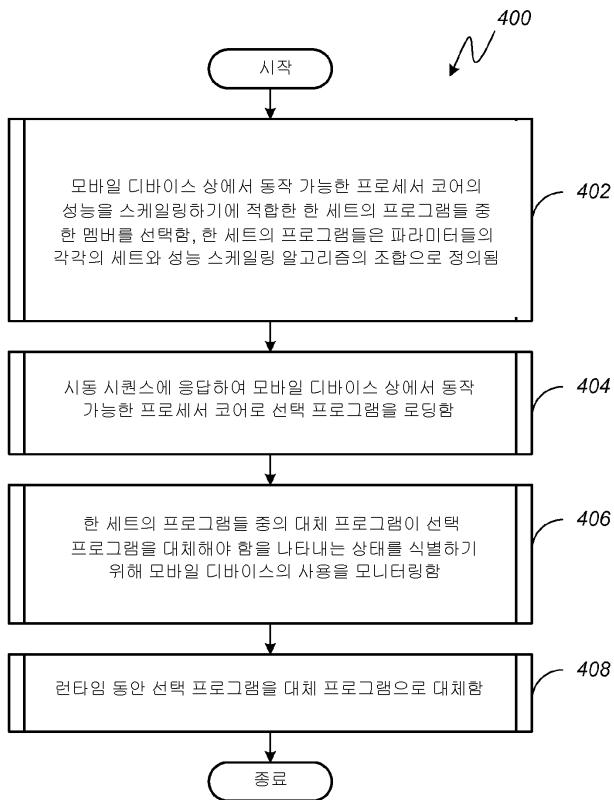 400
시작
모바일 디바이스 상에서 동작 가능한 프로세서 코어의
성능을 스케일링하기에 적합한 한 세트의 프로그램들 중
한 멤버를 선택함, 한 세트의 프로그램들은 파라미터들의
각각의 세트와 성능 스케일링 알고리즘의 조합으로 정의됨
402
시동 시퀀스에 응답하여 모바일 디바이스 상에서 동작
가능한 프로세서 코어로 선택 프로그램을 로딩함
404
한 세트의 프로그램들 중의 대체 프로그램이 선택
프로그램을 대체해야 함을 나타내는 상태를 식별하기
위해 모바일 디바이스의 사용을 모니터링함
406
런타임 동안 선택 프로그램을 대체 프로그램으로 대체함
408
종료